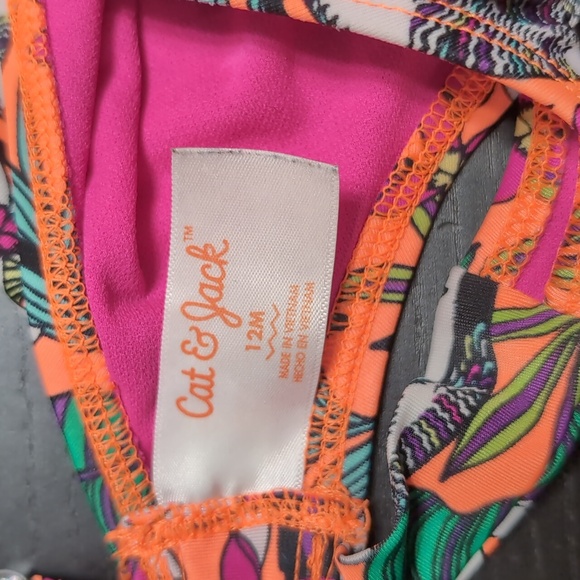 Cat & Jack™
12M
MADE IN VIETNAM
HECHO EN VIETNAM